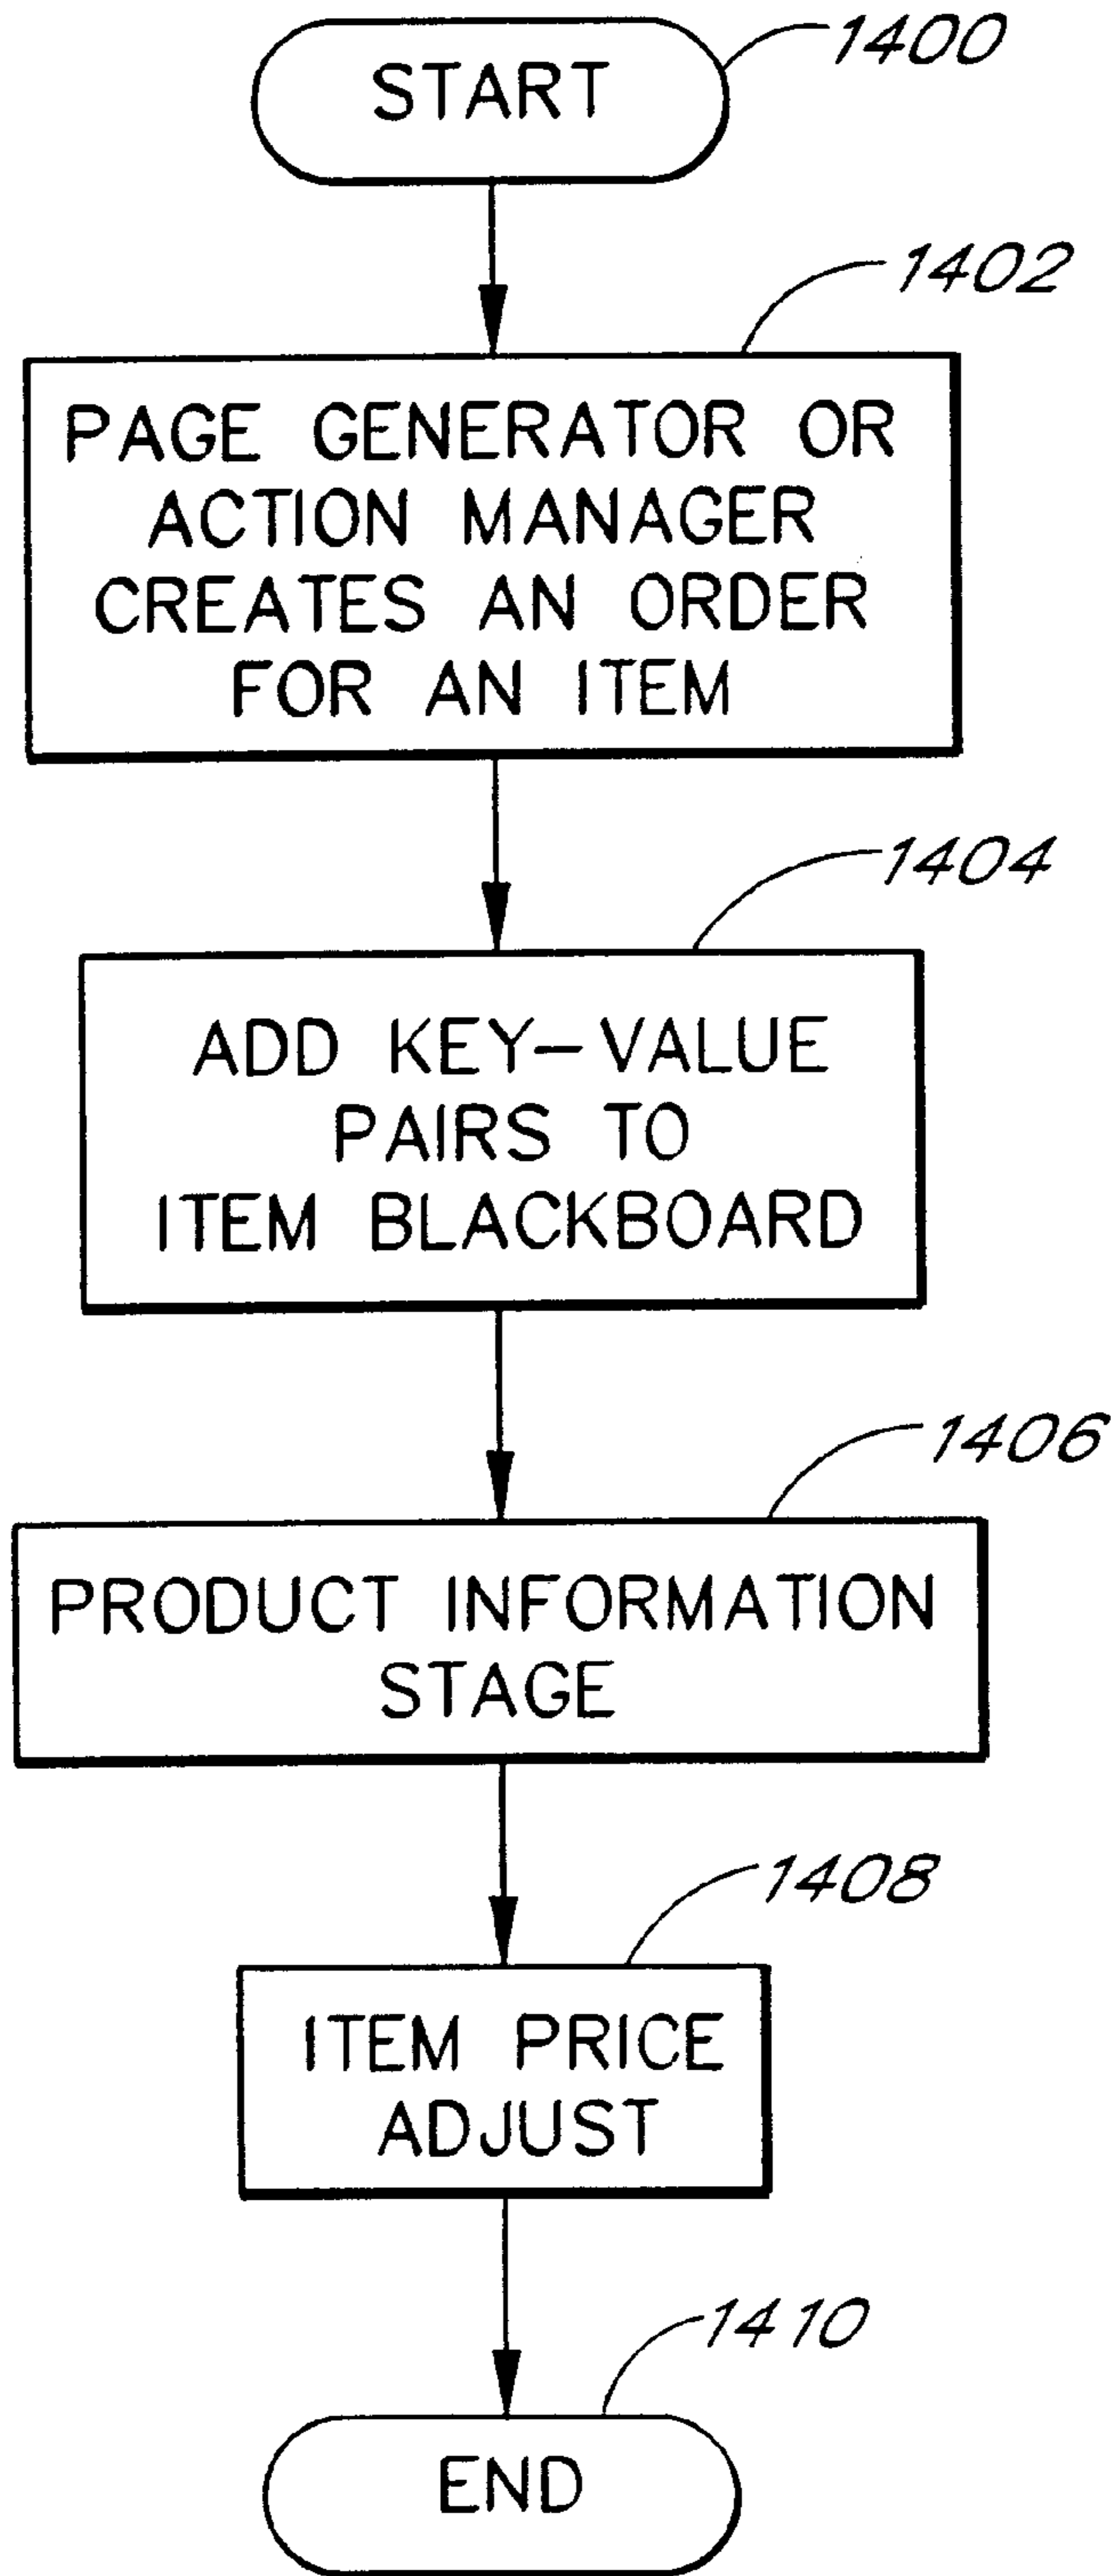 START
1400
1402
PAGE GENERATOR OR
ACTION MANAGER
CREATES AN ORDER
FOR AN ITEM
1404
ADD KEY-VALUE
PAIRS TO
ITEM BLACKBOARD
1406
PRODUCT INFORMATION
STAGE
1408
ITEM PRICE
ADJUST
1410
END